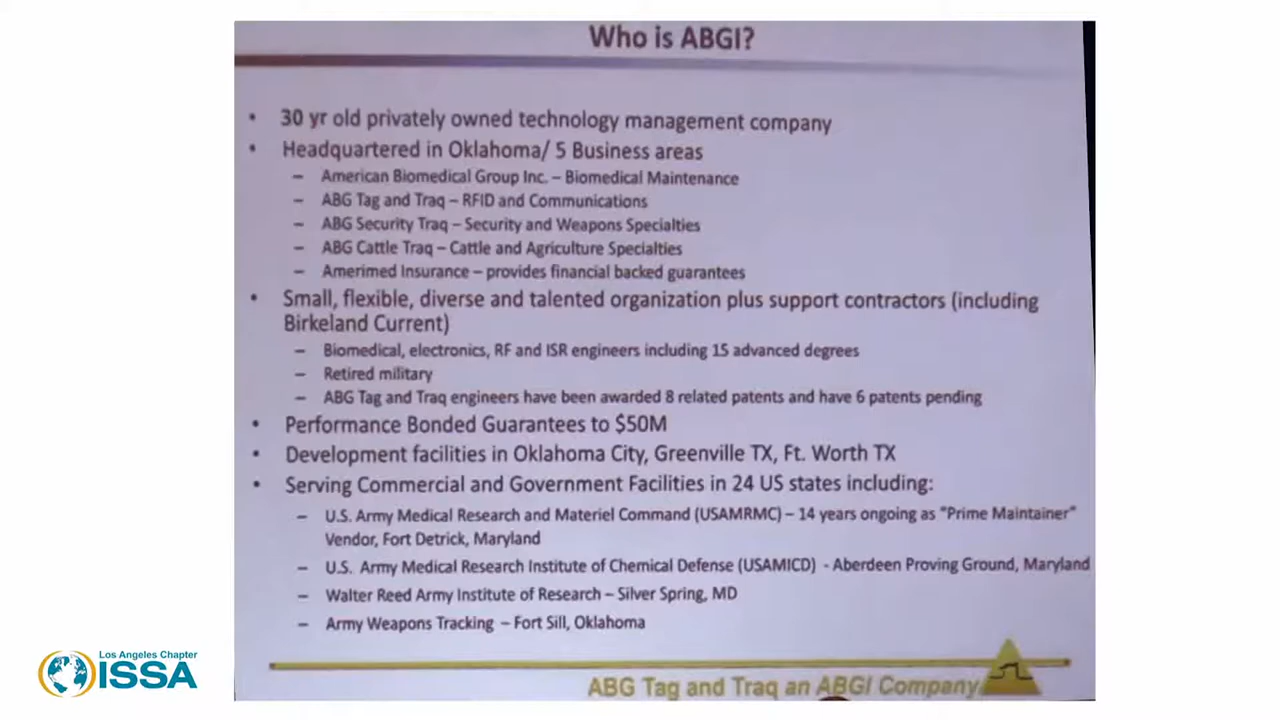 Who is ABGI?
• 30 yr old privately owned technology management company
• Headquartered in Oklahoma/ 5 Business areas
– American Biomedical Group Inc. – Biomedical Maintenance
– ABG Tag and Traq – RFID and Communications
– ABG Security Traq – Security and Weapons Specialties
– ABG Cattle Traq – Cattle and Agriculture Specialties
– Amerimed Insurance – provides financial backed guarantees
• Small, flexible, diverse and talented organization plus support contractors (including
Birkeland Current)
– Biomedical, electronics, RF and ISR engineers including 15 advanced degrees
– Retired military
– ABG Tag and Traq engineers have been awarded 8 related patents and have 6 patents pending
• Performance Bonded Guarantees to $50M
• Development facilities in Oklahoma City, Greenville TX, Ft. Worth TX
• Serving Commercial and Government Facilities in 24 US states including:
– U.S. Army Medical Research and Materiel Command (USAMRMC) – 14 years ongoing as "Prime Maintainer"
Vendor, Fort Detrick, Maryland
– U.S. Army Medical Research Institute of Chemical Defense (USAMICD) - Aberdeen Proving Ground, Maryland
– Walter Reed Army Institute of Research – Silver Spring, MD
– Army Weapons Tracking – Fort Sill, Oklahoma
Los Angeles Chapter
ISSA
ABG Tag and Traq an ABGI Company